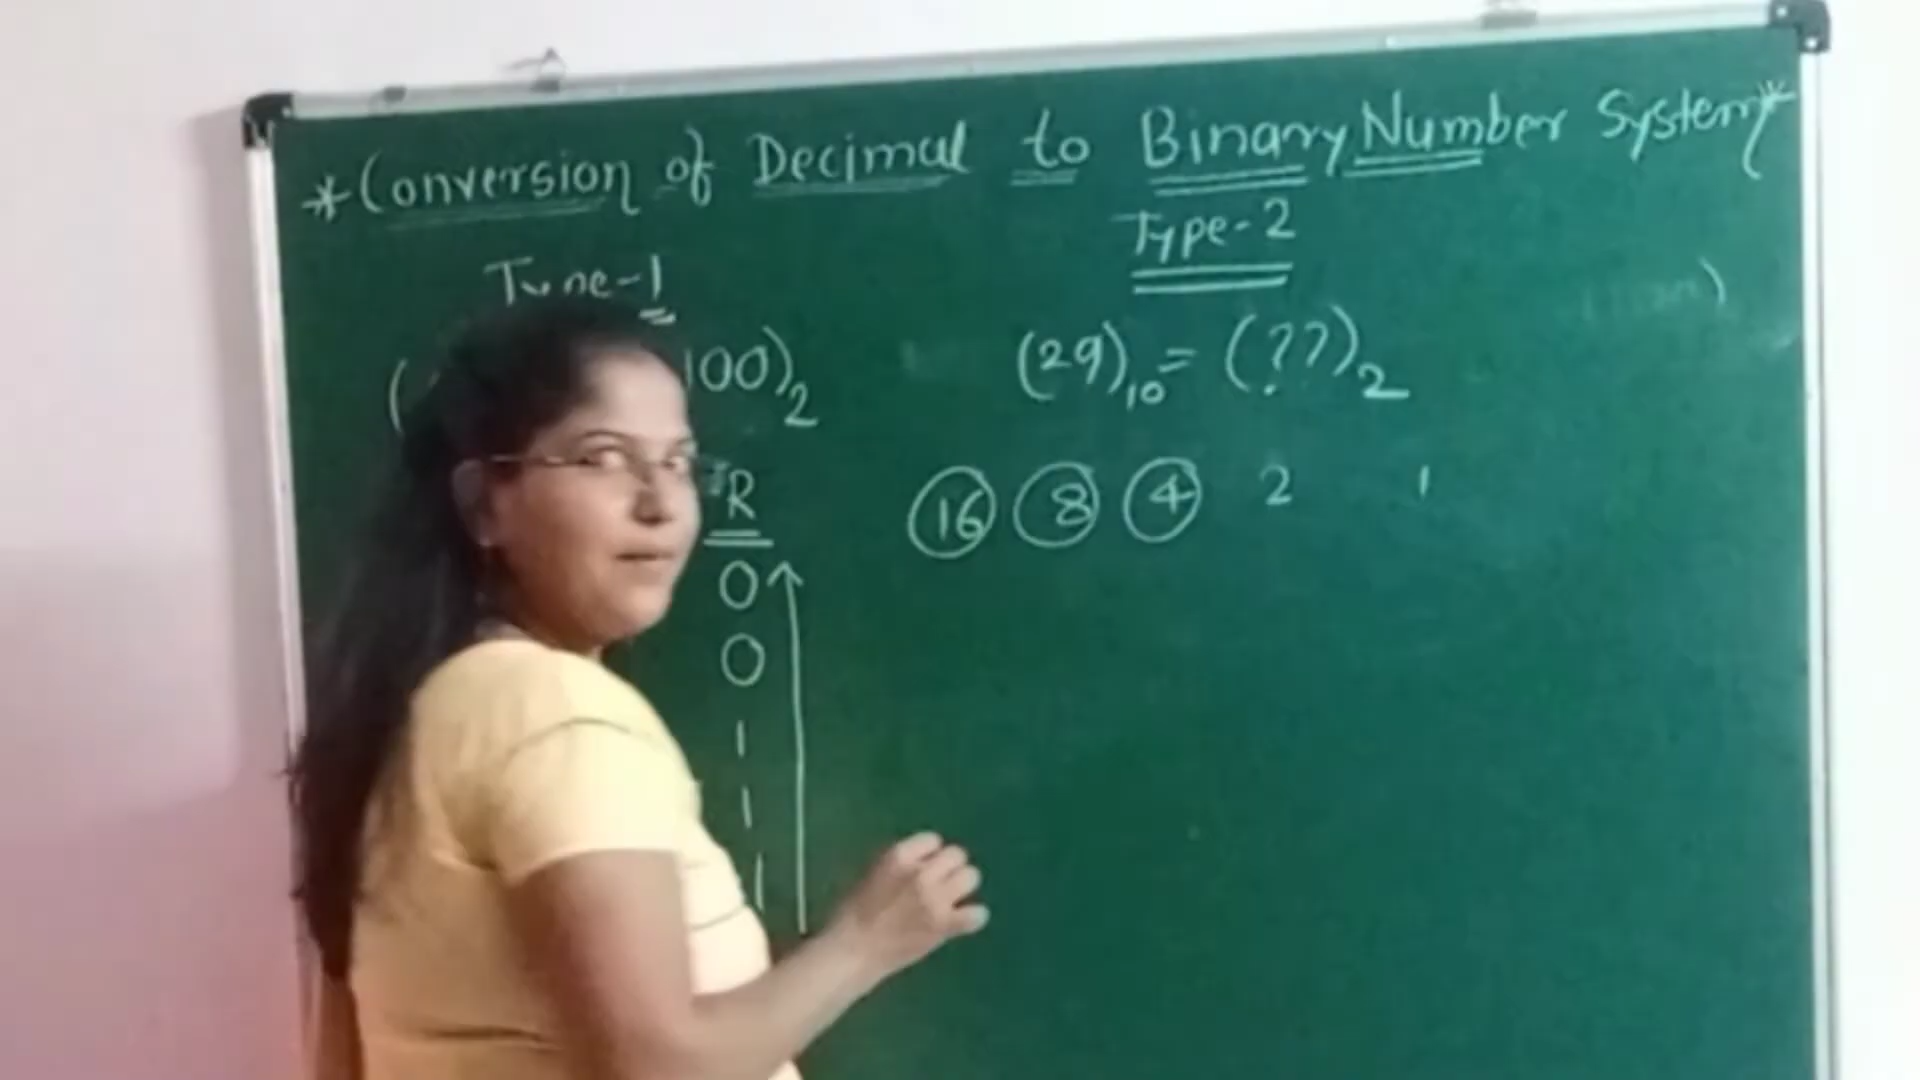 *Conversion of Decimal to Binary Number System*
Type-1
Type-2
100)2
(29)10 = (??)2
R
16 8 4 2 1
0
0
1
1
1